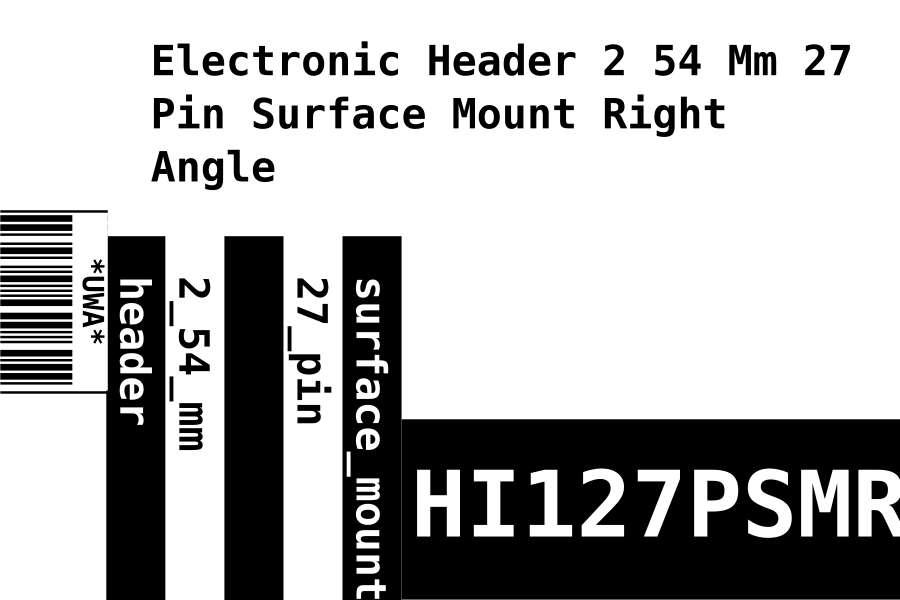 Electronic Header 2 54 Mm 27
Pin Surface Mount Right
Angle
*UWA*
header
2_54_mm
27_pin
surface_mount
HI127PSMR